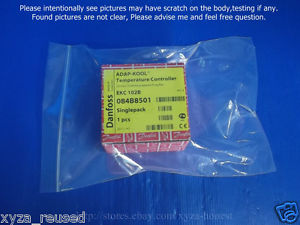 Please intentionally see pictures may have scratch on the body,testing if any.
Found pictures are not clear, Please advise me and feel free question.
Danfoss
ADAP-KOOL®
Temperature Controller
EKC 102B
084B8501
Singlepack
1 pcs
Danfoss
xyza_reused
http://stores.ebay.com/xyza-honest